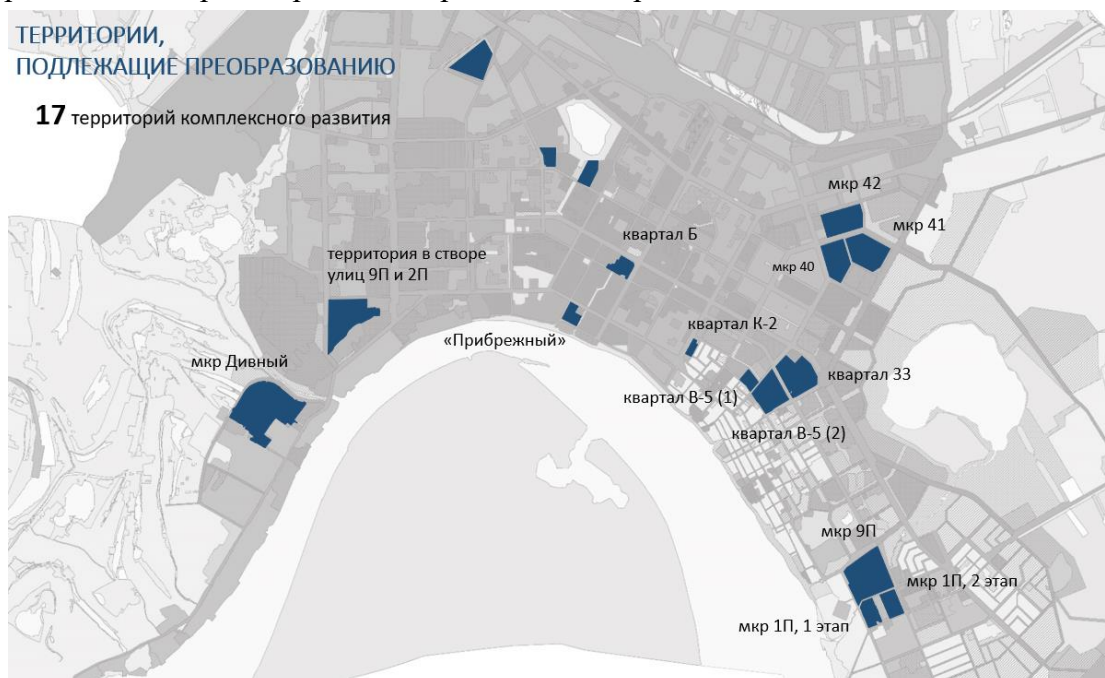 ТЕРРИТОРИИ,
ПОДЛЕЖАЩИЕ ПРЕОБРАЗОВАНИЮ
17 территорий комплексного развития
мкр 42
мкр 41
квартал Б
территория в створе
улиц 9П и 2П
мкр 40
квартал К-2
«Прибрежный»
мкр Дивный
квартал 33
квартал В-5 (1)
квартал В-5 (2)
мкр 9П
мкр 1П, 2 этап
мкр 1П, 1 этап